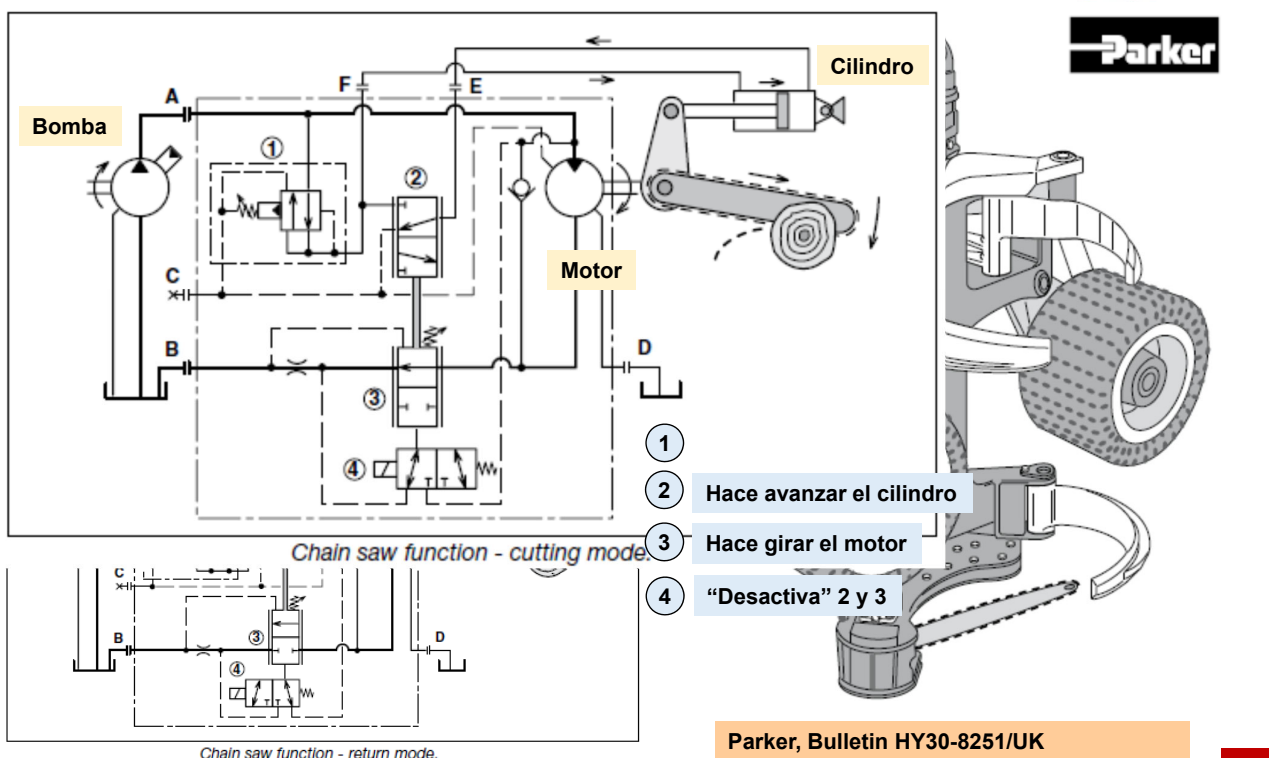 Parker
Bomba
A
F
E
Cilindro
①
②
C
Motor
B
D
③
④
Chain saw function - cutting mode.
1
2 Hace avanzar el cilindro
3 Hace girar el motor
4 “Desactiva” 2 y 3
C
B
③
D
④
Chain saw function - return mode.
Parker, Bulletin HY30-8251/UK